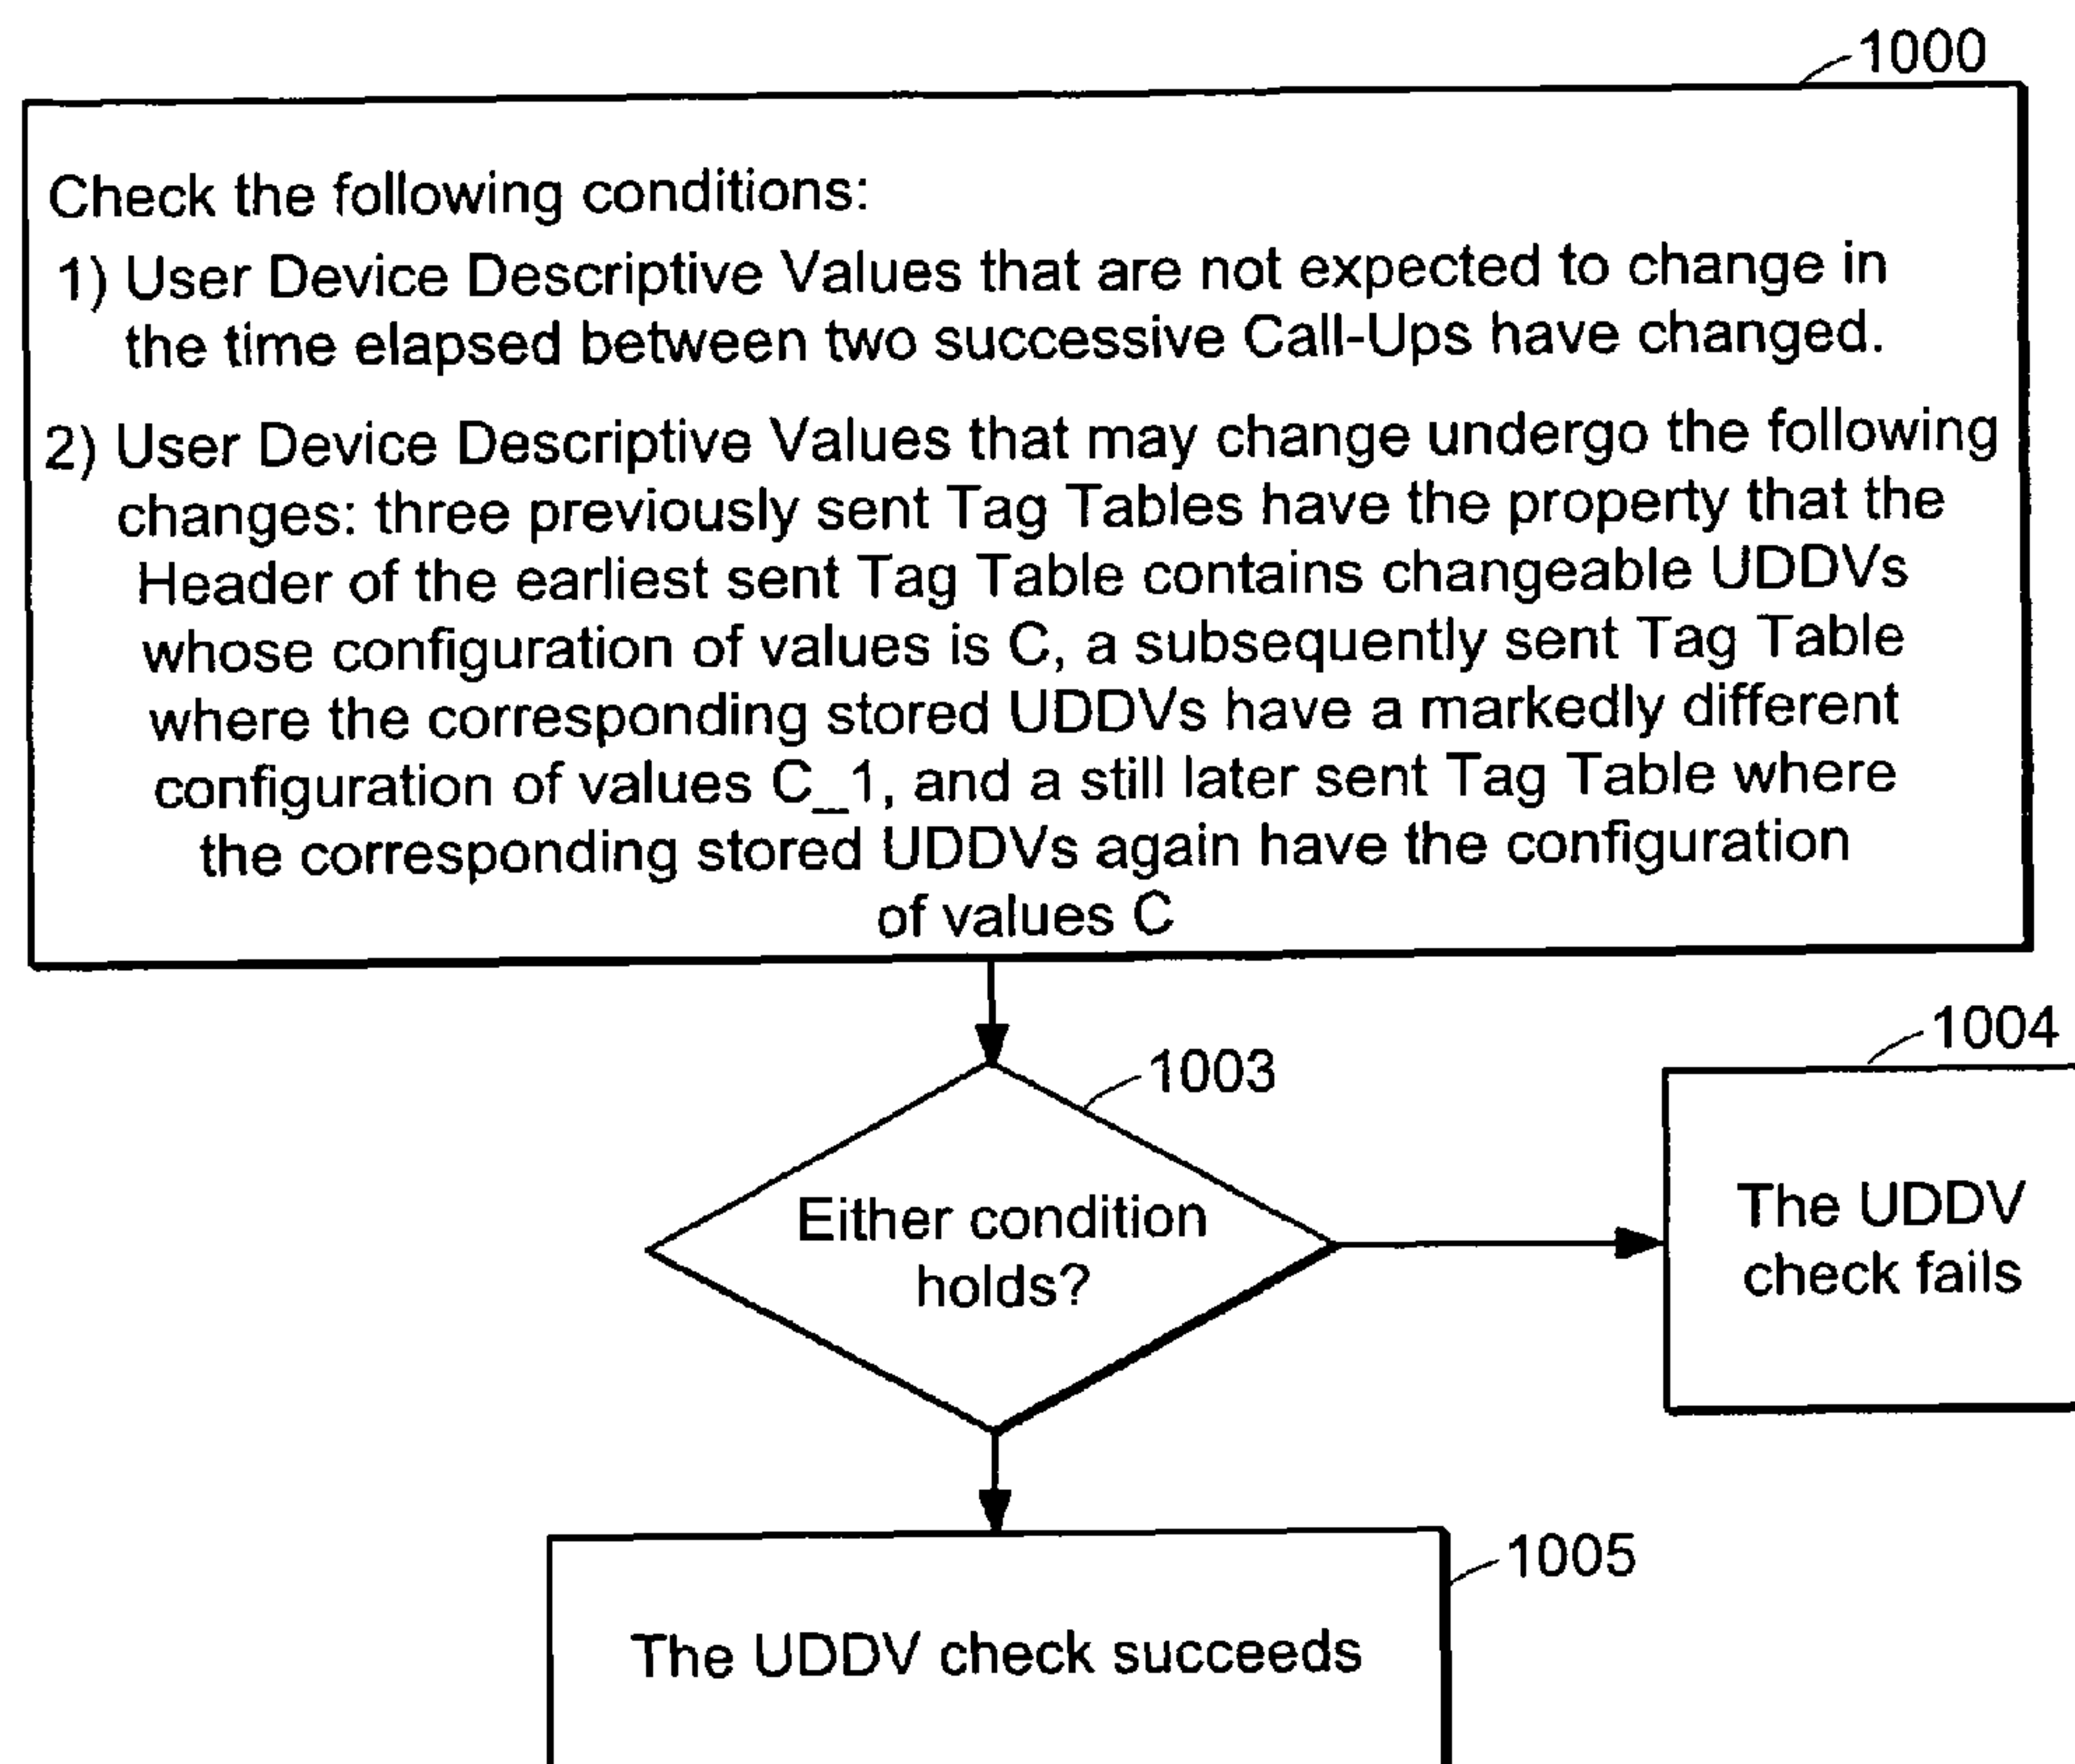 1000
Check the following conditions:
1) User Device Descriptive Values that are not expected to change in
the time elapsed between two successive Call-Ups have changed.
2) User Device Descriptive Values that may change undergo the following
changes: three previously sent Tag Tables have the property that the
Header of the earliest sent Tag Table contains changeable UDDVs
whose configuration of values is C, a subsequently sent Tag Table
where the corresponding stored UDDVs have a markedly different
configuration of values C_1, and a still later sent Tag Table where
the corresponding stored UDDVs again have the configuration
of values C
1003
Either condition
holds?
1004
The UDDV
check fails
1005
The UDDV check succeeds